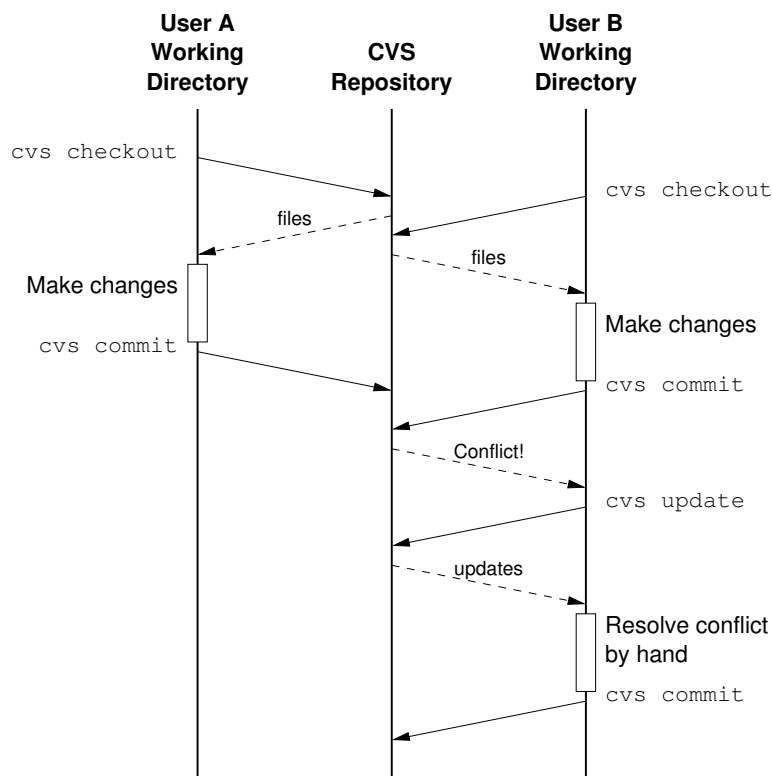 User A
Working
Directory
CVS
Repository
User B
Working
Directory
cvs checkout
cvs checkout
files
files
Make changes
Make changes
cvs commit
cvs commit
Conflict!
cvs update
updates
Resolve conflict
by hand
cvs commit